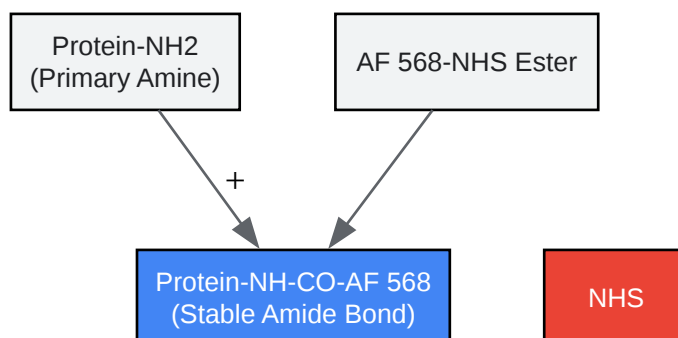 Protein-NH2
(Primary Amine)
AF 568-NHS Ester
+
Protein-NH-CO-AF 568
(Stable Amide Bond)
NHS